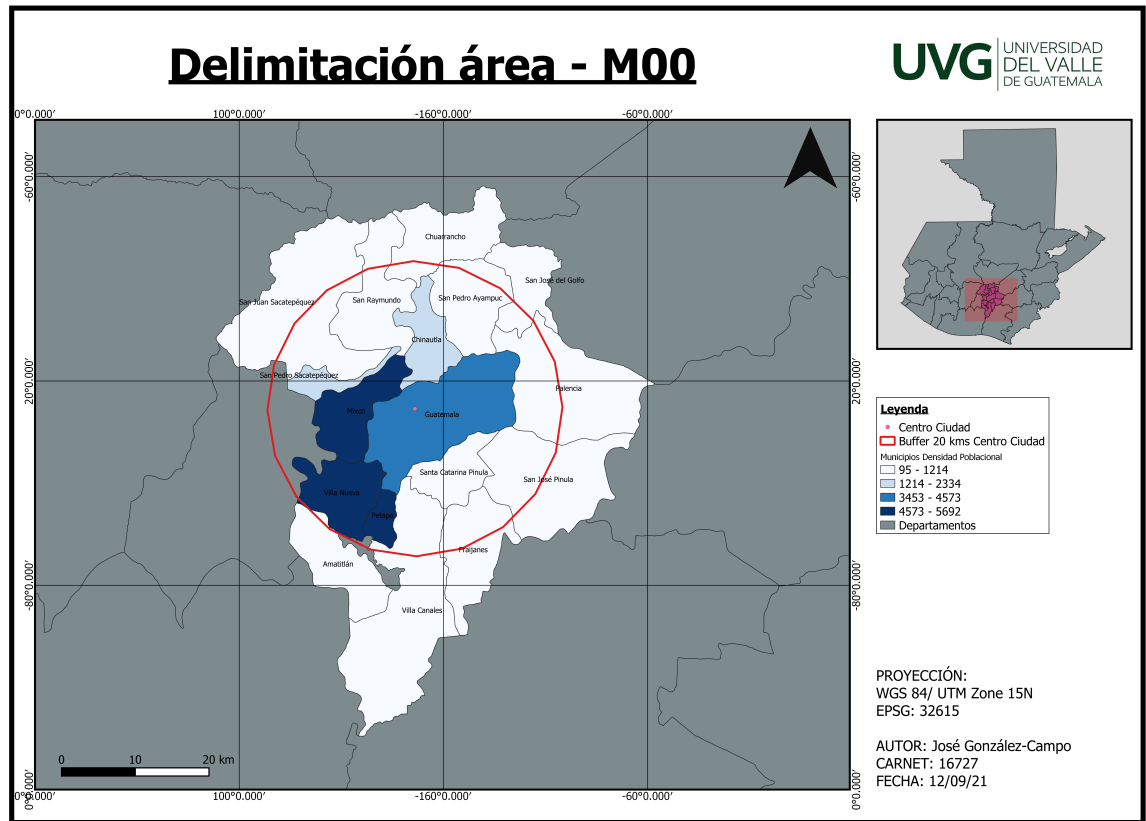 Delimitación área - M00
UVG
UNIVERSIDAD
DEL VALLE
DE GUATEMALA
0°0.000′ 100°0.000′ -160°0.000′ -60°0.000′
-60°0.000′ -60°0.000′
20°0.000′ 20°0.000′
-80°0.000′ -80°0.000′
0°0.000′ 0°0.000′
Chuarrancho
San José del Golfo
San Juan Sacatepéquez
San Raymundo
San Pedro Ayampuc
Chinautla
San Pedro Sacatepéquez
Palencia
Mixco
Guatemala
Santa Catarina Pinula
San José Pinula
Villa Nueva
Petapa
Fraijanes
Amatitlán
Villa Canales
0 10 20 km
0°0.000′ 100°0.000′ -160°0.000′ -60°0.000′
Leyenda
Centro Ciudad
Buffer 20 kms Centro Ciudad
Municipios Densidad Poblacional
95 - 1214
1214 - 2334
3453 - 4573
4573 - 5692
Departamentos
PROYECCIÓN:
WGS 84/ UTM Zone 15N
EPSG: 32615
AUTOR: José González-Campo
CARNET: 16727
FECHA: 12/09/21